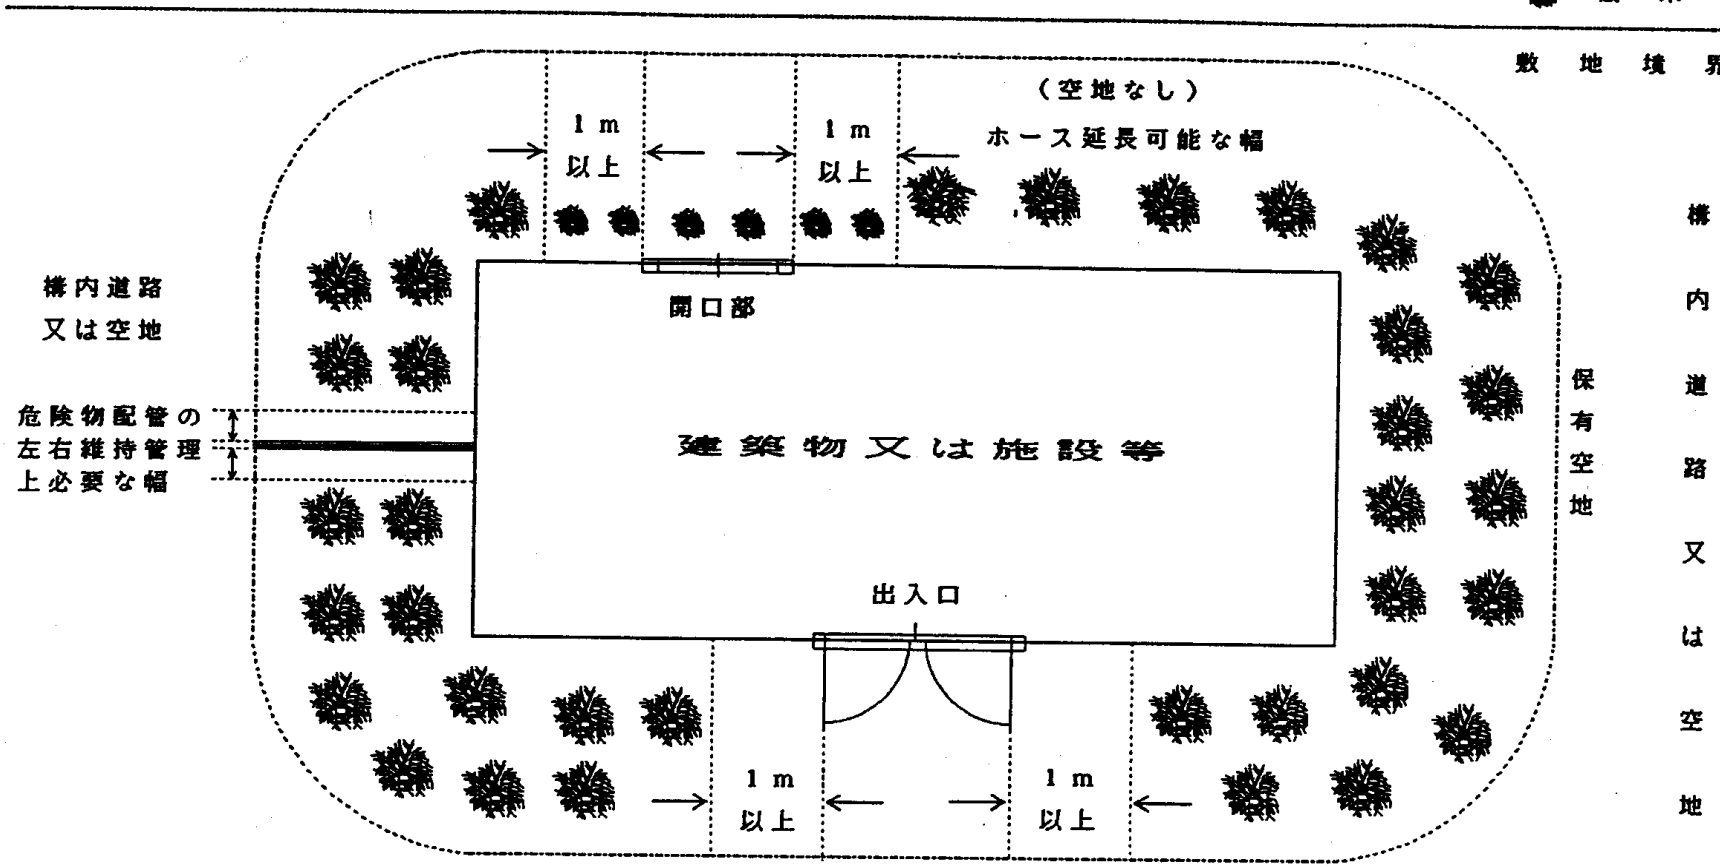 敷地境界
(空地なし)
ホース延長可能な幅
1m
以上
1m
以上
開口部
構内道路
又は空地
危険物配管の
左右維持管理
上必要な幅
建築物又は施設等
保有空地
構内道路又は空地
出入口
1m
以上
1m
以上